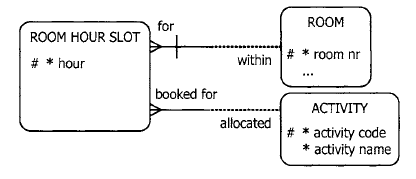 for
ROOM HOUR SLOT
# * hour
ROOM
# * room nr
...
within
booked for
allocated
ACTIVITY
# * activity code
* activity name